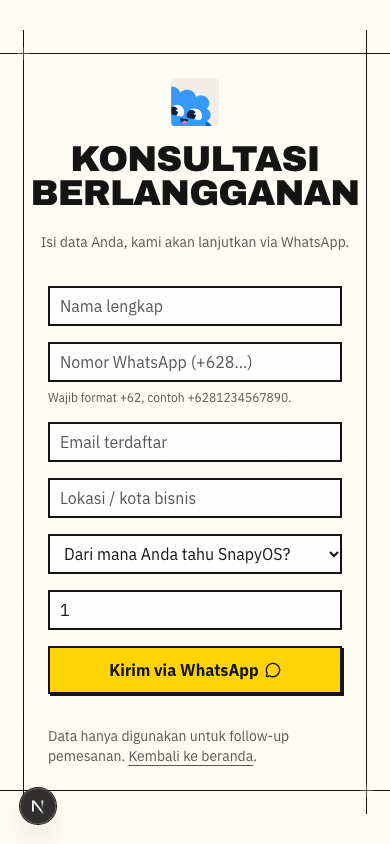 KONSULTASI
BERLANGGANAN
Isi data Anda, kami akan lanjutkan via WhatsApp.
Nama lengkap
Nomor WhatsApp (+628...)
Wajib format +62, contoh +6281234567890.
Email terdaftar
Lokasi / kota bisnis
Dari mana Anda tahu SnapyOS?
1
Kirim via WhatsApp
Data hanya digunakan untuk follow-up
pemesanan. Kembali ke beranda.
N